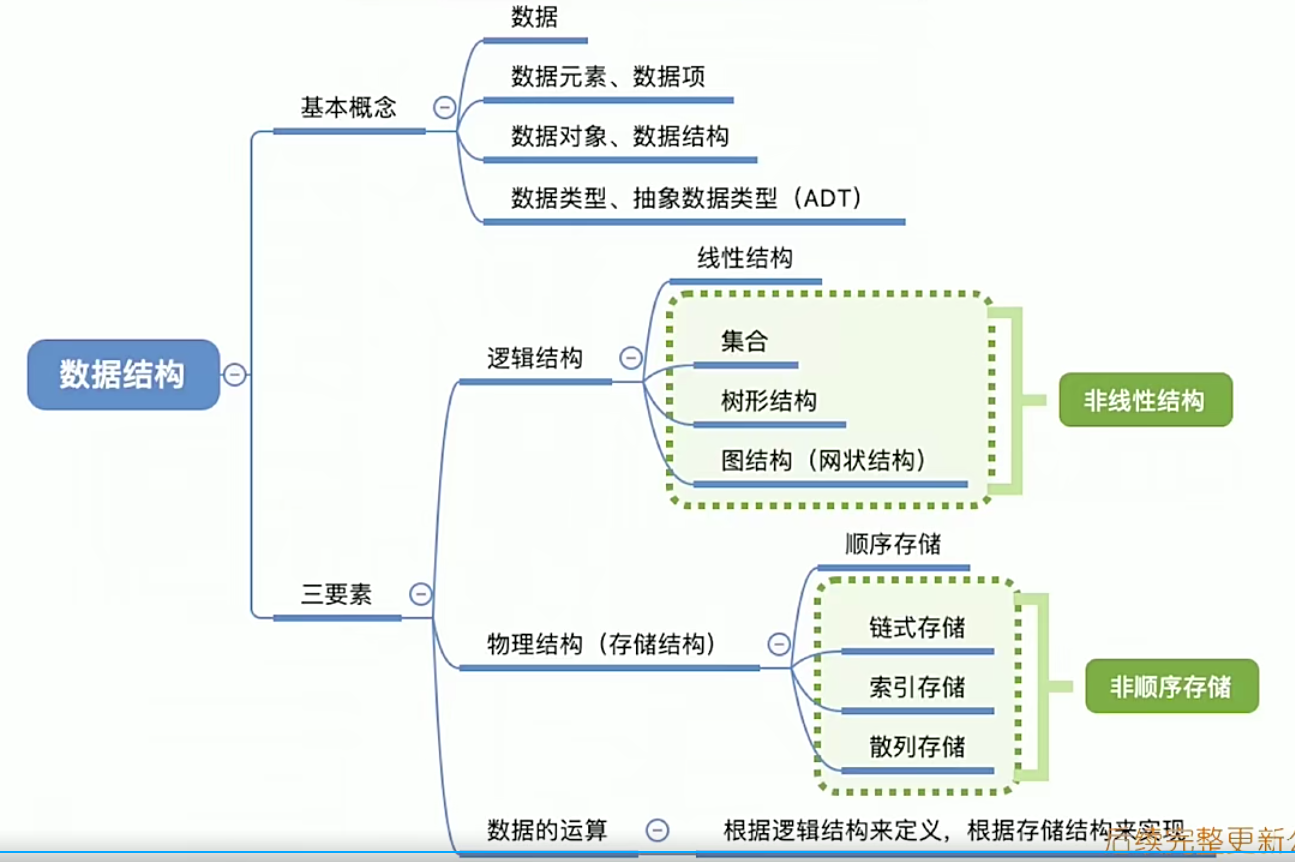 数据
数据元素、数据项
基本概念
数据对象、数据结构
数据类型、抽象数据类型（ADT）
线性结构
集合
逻辑结构
数据结构
树形结构
非线性结构
图结构（网状结构）
顺序存储
三要素
链式存储
物理结构（存储结构）
索引存储
非顺序存储
散列存储
数据的运算
根据逻辑结构来定义，根据存储结构来实现
后续完整更新公